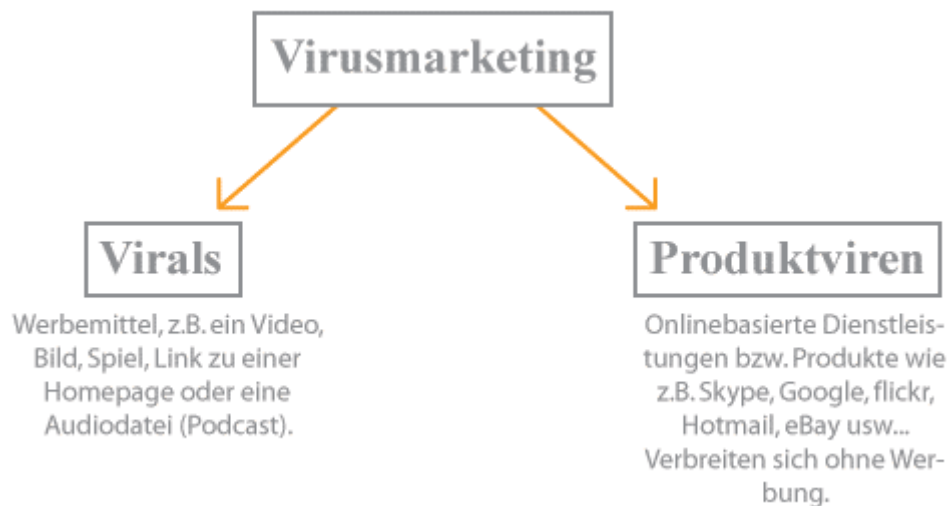 Virusmarketing
Virals
Werbemittel, z.B. ein Video,
Bild, Spiel, Link zu einer
Homepage oder eine
Audiodatei (Podcast).
Produktviren
Onlinebasierte Dienstleis-
tungen bzw. Produkte wie
z.B. Skype, Google, flickr,
Hotmail, eBay usw...
Verbreiten sich ohne Wer-
bung.